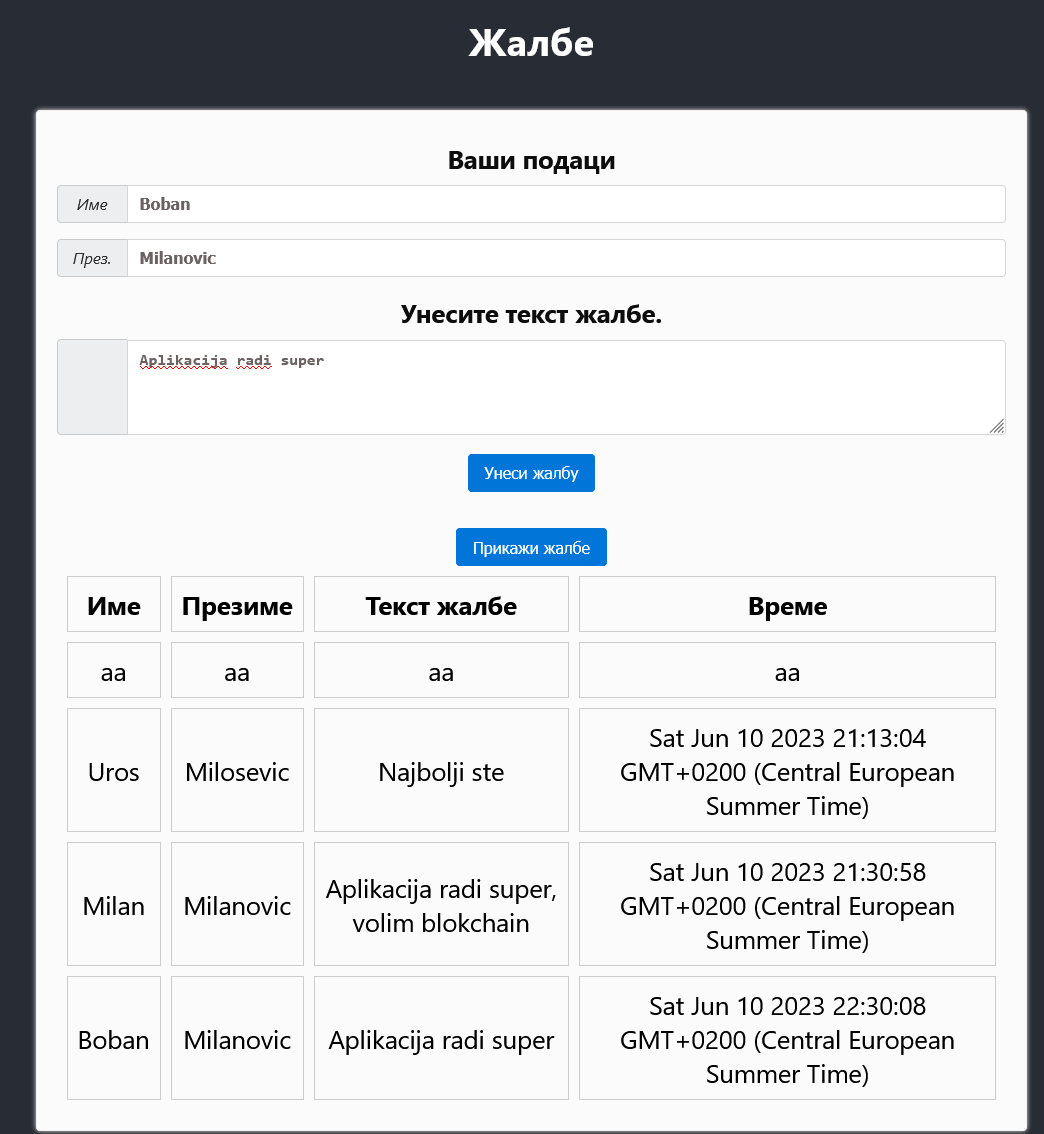 Жалбе
Ваши подаци
Име
Boban
През.
Milanovic
Унесите текст жалбе.
Aplikacija radi super
Унеси жалбу
Прикажи жалбе
Име Презиме Текст жалбе Време
aa aa aa aa
Sat Jun 10 2023 21:13:04
Uros Milosevic Najbolji ste GMT+0200 (Central European
Summer Time)
Sat Jun 10 2023 21:30:58
Aplikacija radi super,
Milan Milanovic GMT+0200 (Central European
volim blokchain
Summer Time)
Sat Jun 10 2023 22:30:08
Boban Milanovic Aplikacija radi super GMT+0200 (Central European
Summer Time)